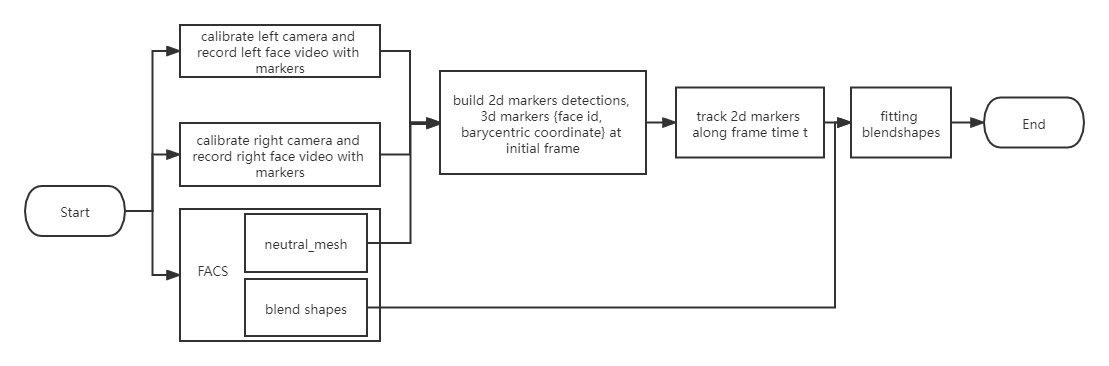 calibrate left camera and
record left face video with
markers
calibrate right camera and
record right face video with
markers
Start
FACS
neutral_mesh
blend shapes
build 2d markers detections,
3d markers {face id,
barycentric coordinate} at
initial frame
track 2d markers
along frame time t
fitting
blendshapes
End